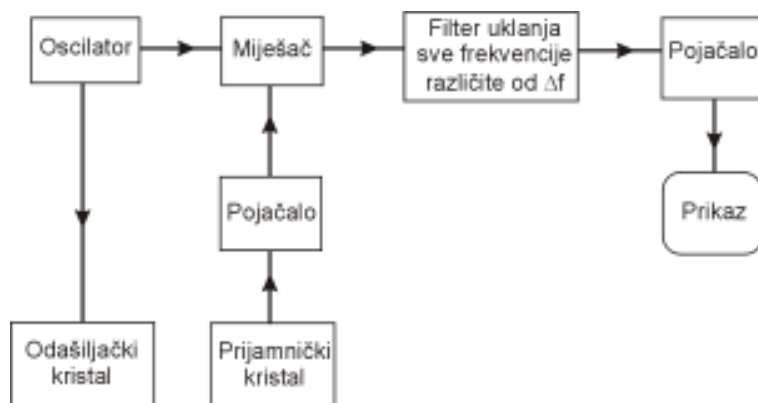 Oscilator
Miješač
Filter uklanja
sve frekvencije
različite od Δf
Pojačalo
Pojačalo
Prikaz
Odašiljački
kristal
Prijamnički
kristal